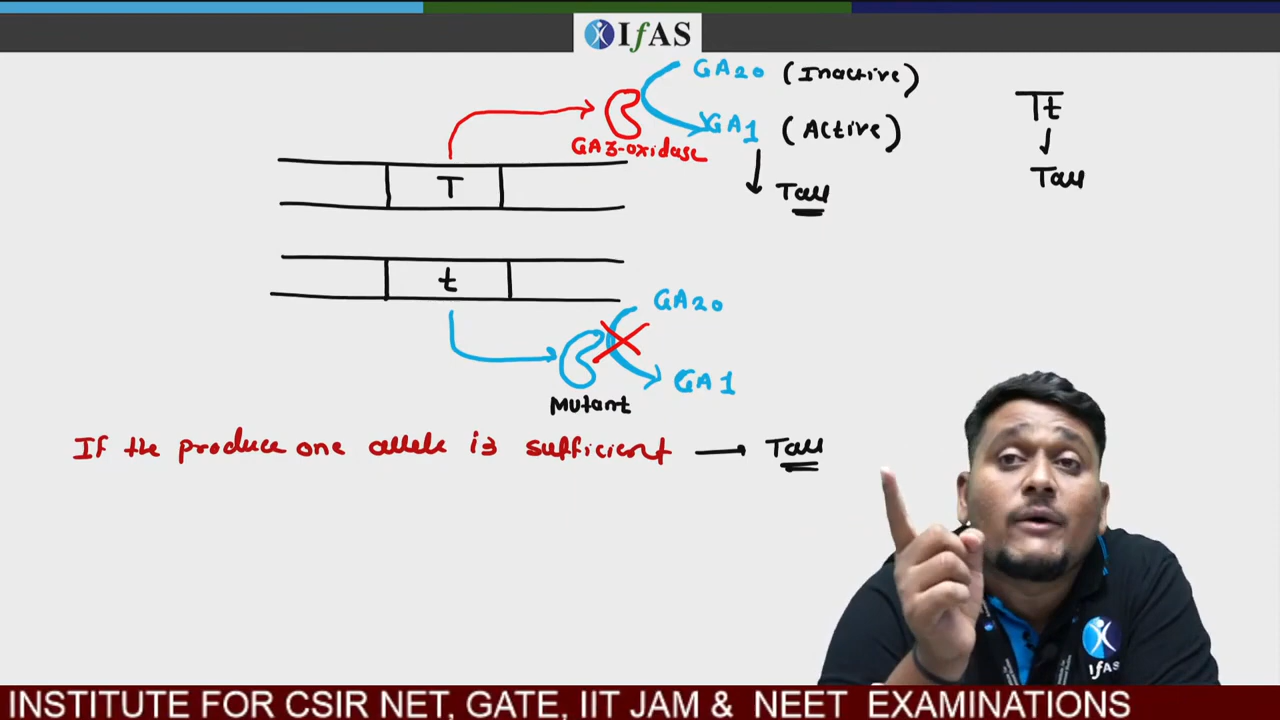 IfAS
GA20 (Inactive)
Tt
GA3-oxidase
GA1 (Active)
Tall
T
Tall
t
GA20
GA1
Mutant
If the produce one allele is sufficient → Tall
IfAS
INSTITUTE FOR CSIR NET, GATE, IIT JAM & NEET EXAMINATIONS